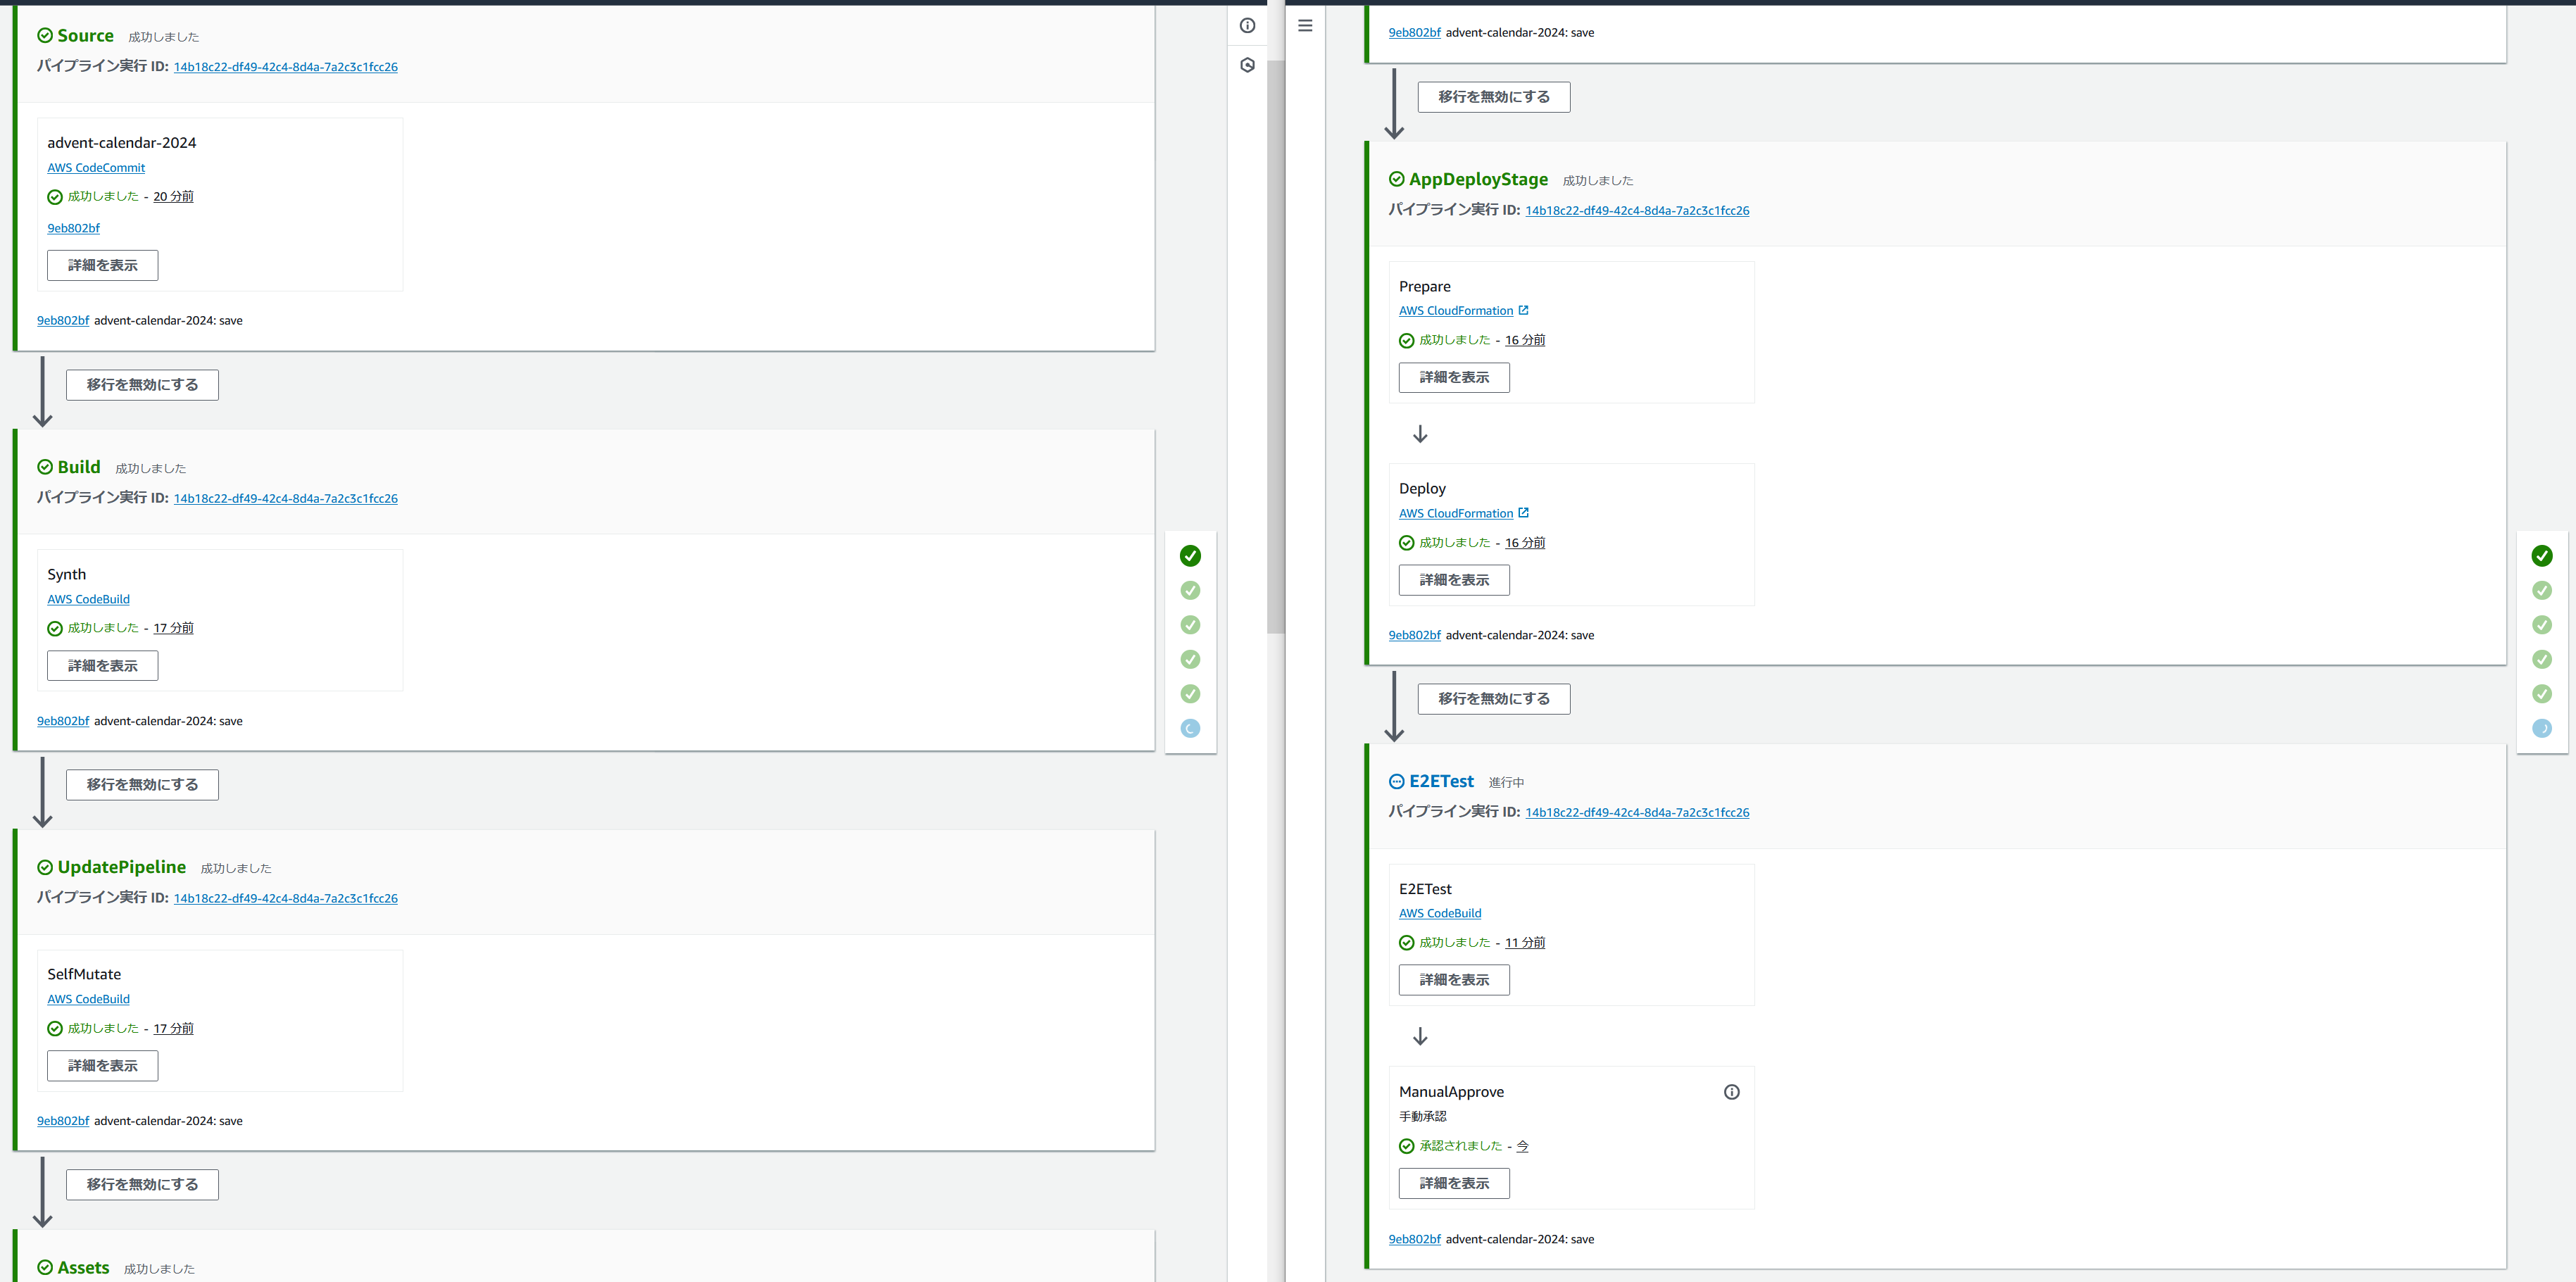 Source 成功しました
パイプライン実行 ID: 14b18c22-df49-42c4-8d4a-7a2c3c1fcc26
advent-calendar-2024
AWS CodeCommit
成功しました - 20 分前
9eb802bf
詳細を表示
9eb802bf advent-calendar-2024: save
移行を無効にする
Build 成功しました
パイプライン実行 ID: 14b18c22-df49-42c4-8d4a-7a2c3c1fcc26
Synth
AWS CodeBuild
成功しました - 17 分前
詳細を表示
9eb802bf advent-calendar-2024: save
移行を無効にする
UpdatePipeline 成功しました
パイプライン実行 ID: 14b18c22-df49-42c4-8d4a-7a2c3c1fcc26
SelfMutate
AWS CodeBuild
成功しました - 17 分前
詳細を表示
9eb802bf advent-calendar-2024: save
移行を無効にする
Assets 成功しました
9eb802bf advent-calendar-2024: save
移行を無効にする
AppDeployStage 成功しました
パイプライン実行 ID: 14b18c22-df49-42c4-8d4a-7a2c3c1fcc26
Prepare
AWS CloudFormation
成功しました - 16 分前
詳細を表示
Deploy
AWS CloudFormation
成功しました - 16 分前
詳細を表示
9eb802bf advent-calendar-2024: save
移行を無効にする
E2ETest 進行中
パイプライン実行 ID: 14b18c22-df49-42c4-8d4a-7a2c3c1fcc26
E2ETest
AWS CodeBuild
成功しました - 11 分前
詳細を表示
ManualApprove
手動承認
承認されました - 今
詳細を表示
9eb802bf advent-calendar-2024: save